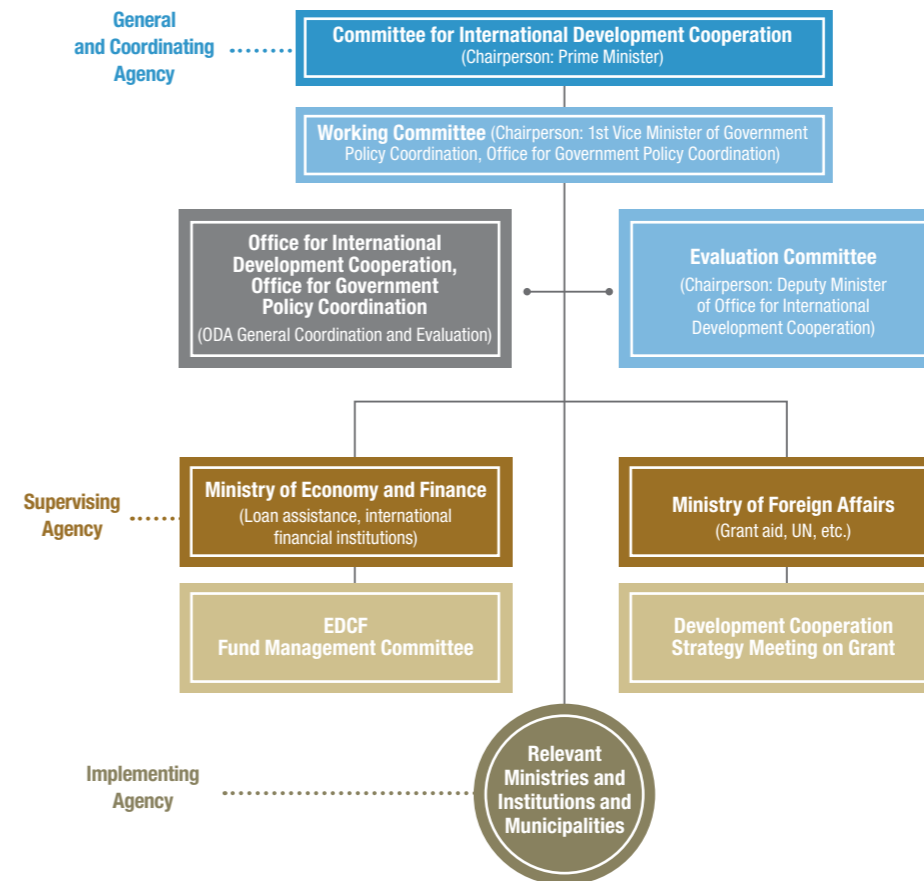 General
and Coordinating
Agency
Committee for International Development Cooperation
(Chairperson: Prime Minister)
Working Committee (Chairperson: 1st Vice Minister of Government
Policy Coordination, Office for Government Policy Coordination)
Office for International
Development Cooperation,
Office for Government
Policy Coordination
(ODA General Coordination and Evaluation)
Evaluation Committee
(Chairperson: Deputy Minister
of Office for International
Development Cooperation)
Supervising
Agency
Ministry of Economy and Finance
(Loan assistance, international
financial institutions)
Ministry of Foreign Affairs
(Grant aid, UN, etc.)
EDCF
Fund Management Committee
Development Cooperation
Strategy Meeting on Grant
Implementing
Agency
Relevant
Ministries and
Institutions and
Municipalities